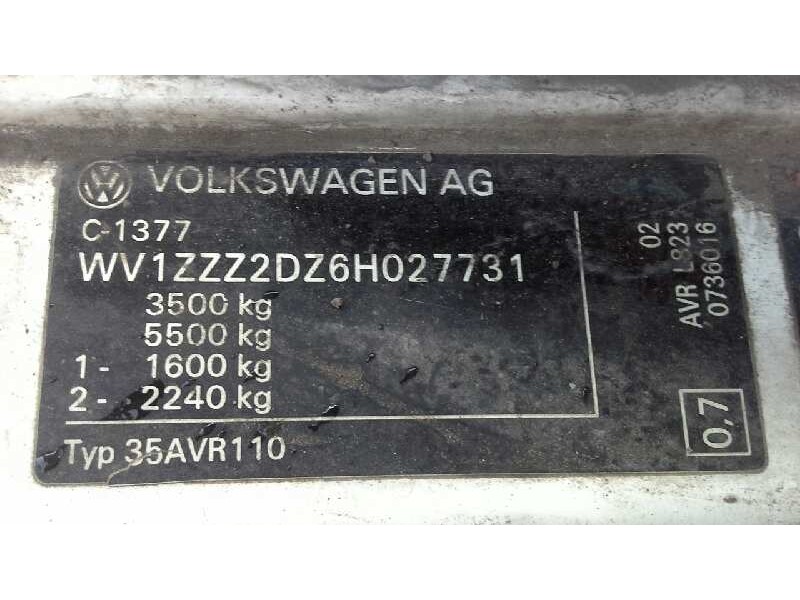 VOLKSWAGEN AG
C-1377
WV1ZZZ2DZ6H027731
3500 kg
5500 kg
1- 1600 kg
2- 2240 kg
Typ 35AVR110
02
AVR L323
0736016
0,7